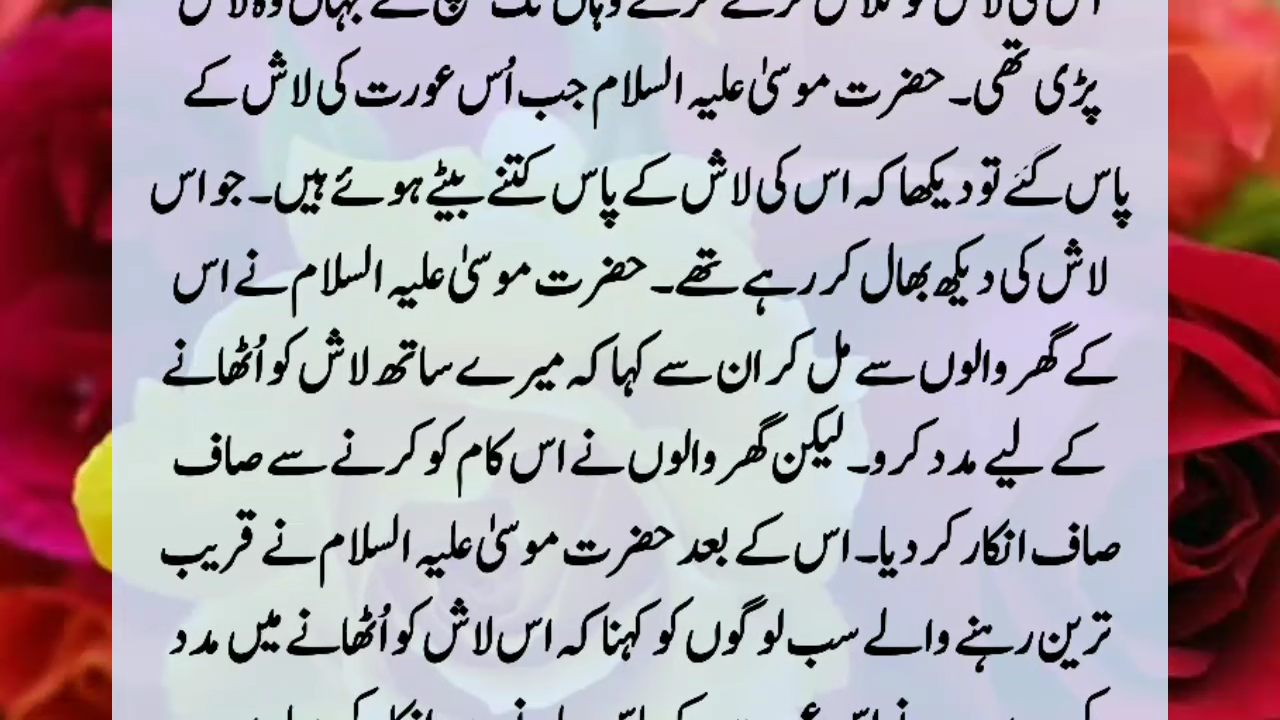 پڑی تھی۔ حضرت موسیٰ علیہ السلام جب اُس عورت کی لاش کے
پاس گئے تو دیکھا کہ اس کی لاش کے پاس کتنے بیٹے ہوئے ہیں۔ جو اس
لاش کی دیکھ بھال کر رہے تھے۔ حضرت موسیٰ علیہ السلام نے اس
کے گھر والوں سے مل کر ان سے کہا کہ میرے ساتھ لاش کو اُٹھانے
کے لیے مدد کرو۔ لیکن گھر والوں نے اس کام کو کرنے سے صاف
صاف انکار کر دیا۔ اس کے بعد حضرت موسیٰ علیہ السلام نے قریب
ترین رہنے والے سب لوگوں کو کہنا کہ اس لاش کو اُٹھانے میں مدد